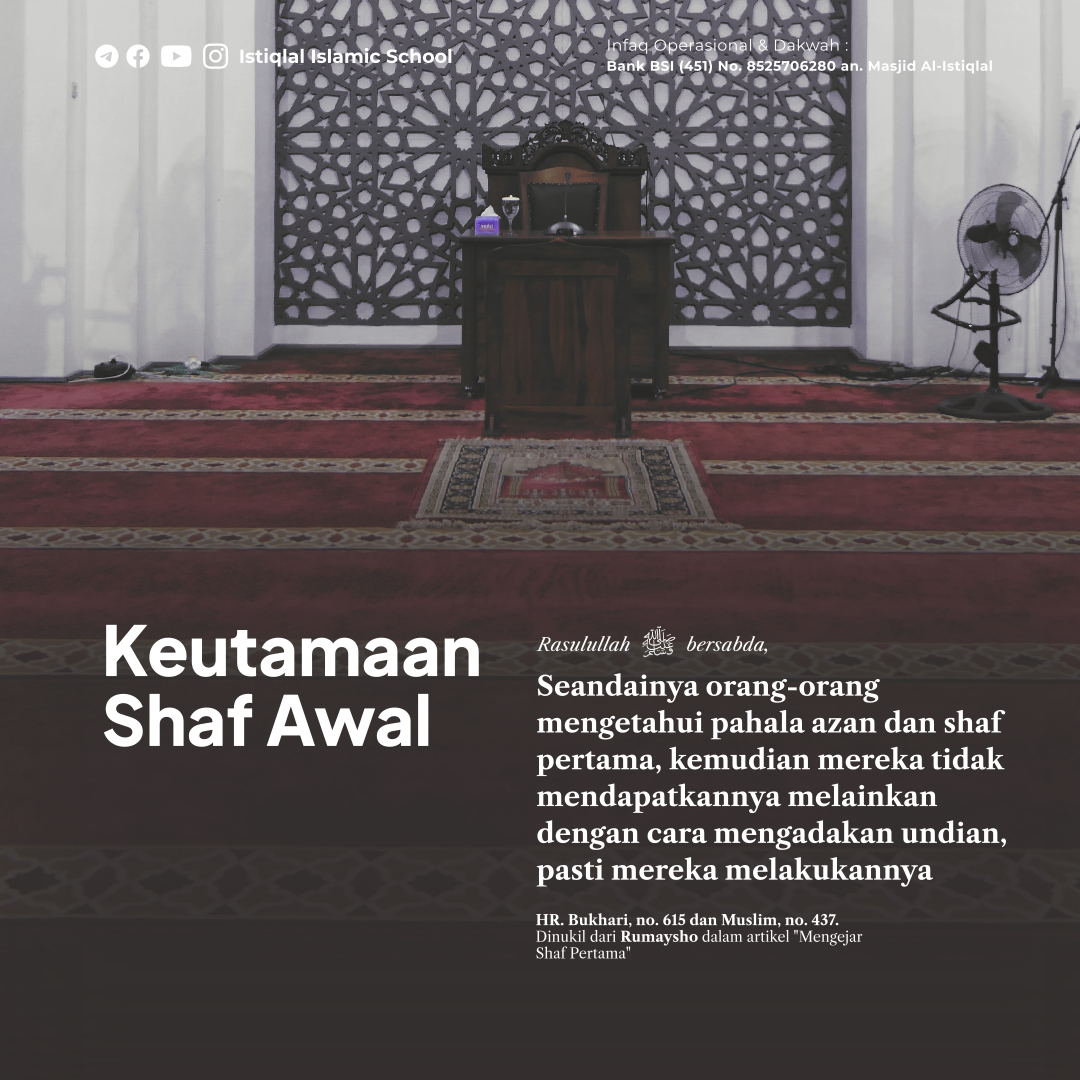 Istiqlal Islamic School
Infaq Operasional & Dakwah :
Bank BSI (451) No. 8525706280 an. Masjid Al-Istiqlal
Keutamaan
Shaf Awal
Rasulullah ﷺ bersabda,
Seandainya orang-orang
mengetahui pahala azan dan shaf
pertama, kemudian mereka tidak
mendapatkannya melainkan
dengan cara mengadakan undian,
pasti mereka melakukannya
HR. Bukhari, no. 615 dan Muslim, no. 437.
Dinukil dari Rumaysho dalam artikel "Mengejar
Shaf Pertama"